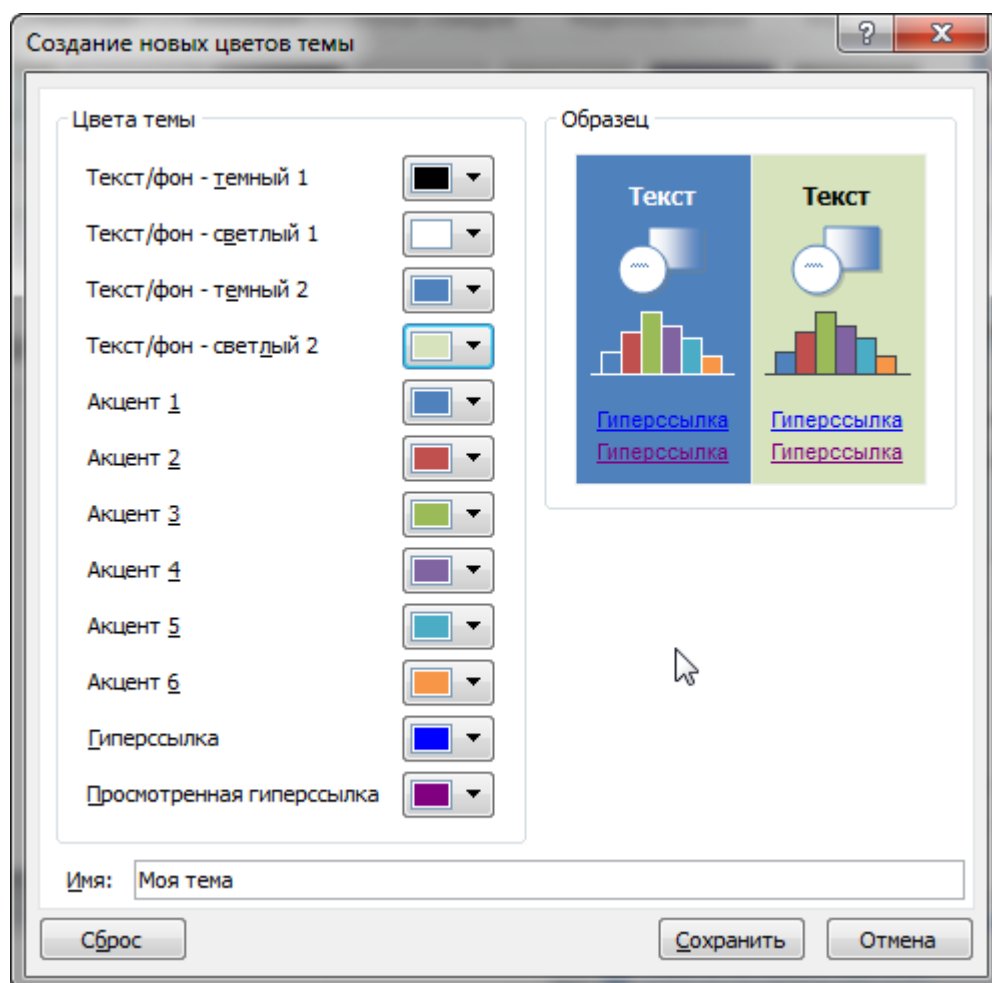 Создание новых цветов темы
Цвета темы
Текст/фон - темный 1
Текст/фон - светлый 1
Текст/фон - темный 2
Текст/фон - светлый 2
Акцент 1
Акцент 2
Акцент 3
Акцент 4
Акцент 5
Акцент 6
Гиперссылка
Просмотренная гиперссылка
Образец
Текст Текст
Гиперссылка Гиперссылка
Гиперссылка Гиперссылка
Имя: Моя тема
Сброс Сохранить Отмена